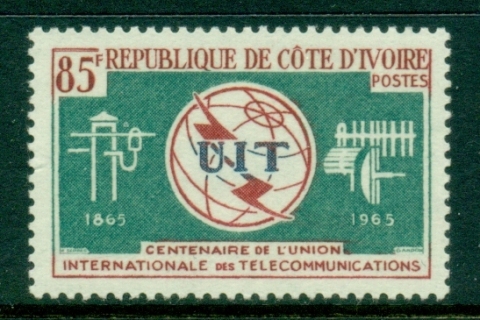 85F REPUBLIQUE DE CÔTE D'IVOIRE
POSTES
UIT
1865 1965
CENTENAIRE DE L'UNION
INTERNATIONALE DES TELECOMMUNICATIONS